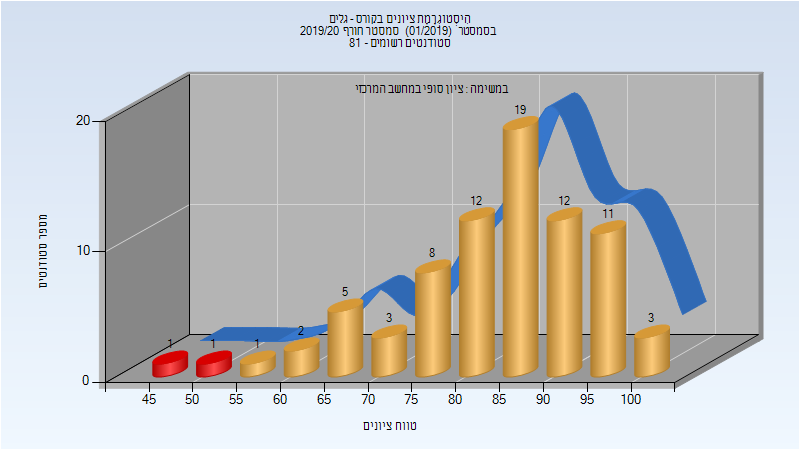 היסטוגרמת ציונים בקורס - גלים
בסמסטר (01/2019) סמסטר חורף 2019/20
סטודנטים רשומים - 81
במשימה : ציון סופי במחשב המרכזי
מספר סטודנטים
20
10
0
1
1
1
2
5
3
8
12
19
12
11
3
45 50 55 60 65 70 75 80 85 90 95 100
טווח ציונים